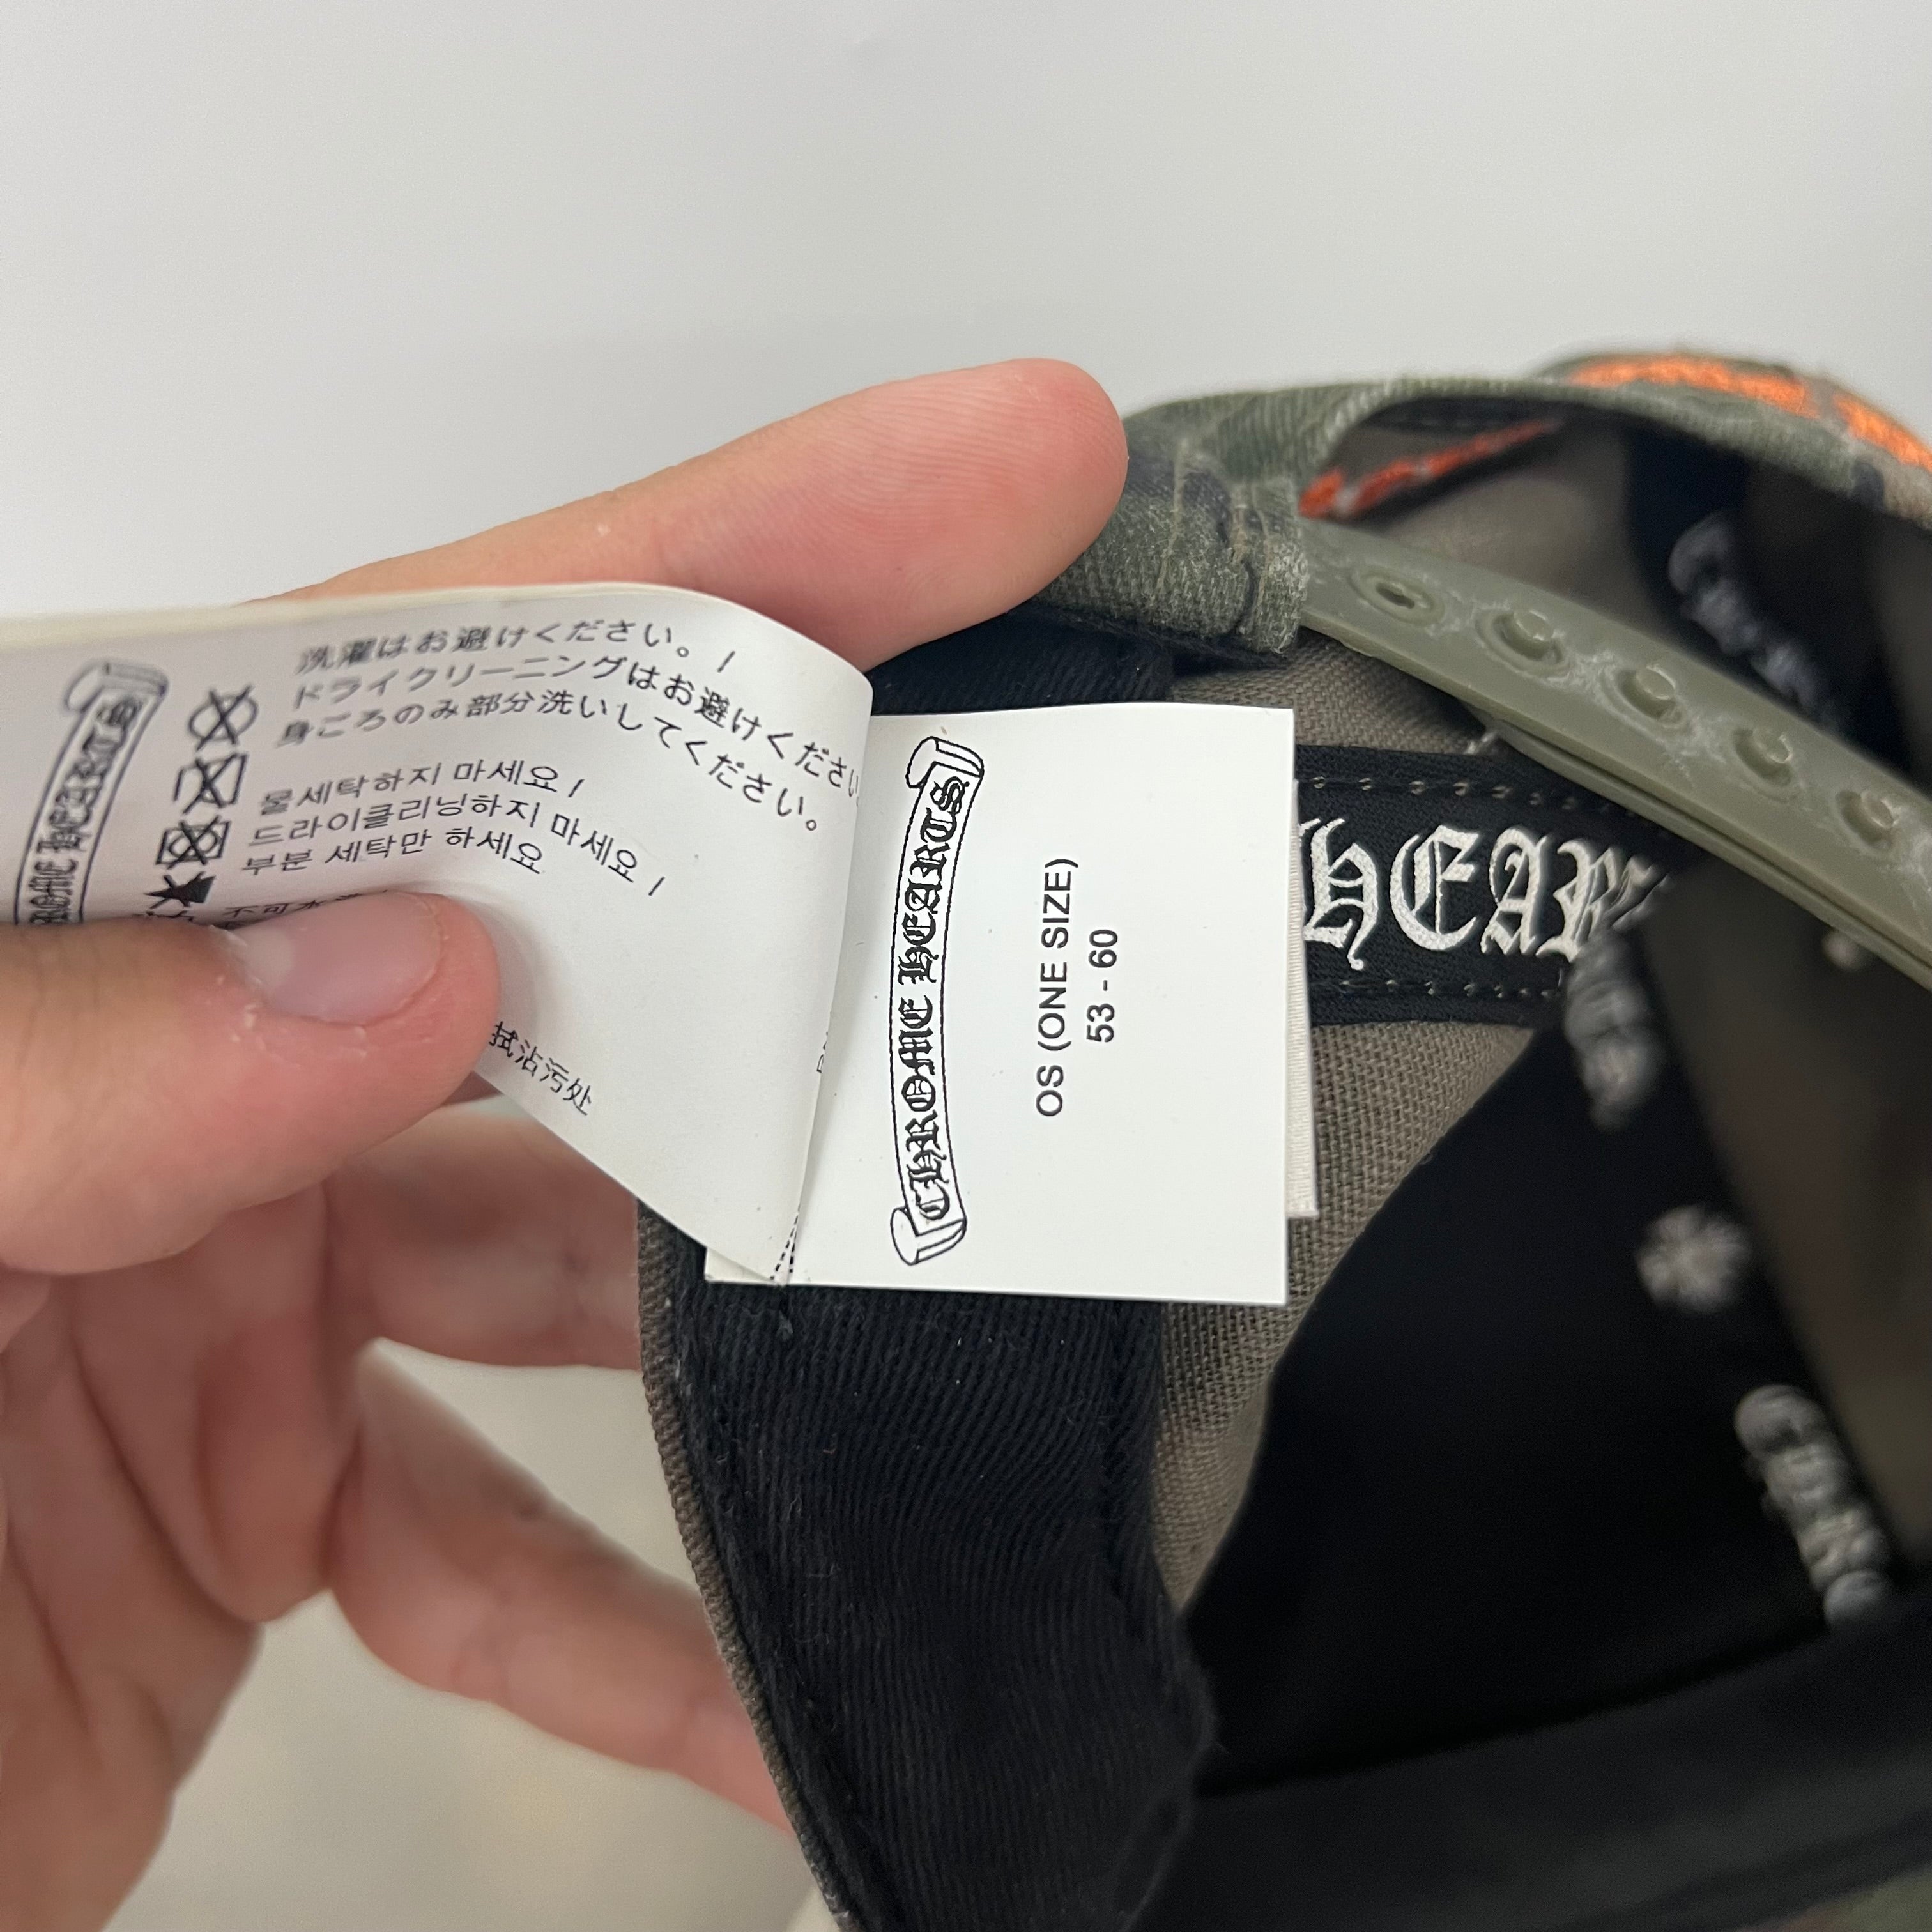 洗濯はお避けください。/
ドライクリーニングはお避けください
身ごろのみ部分洗いしてください。
물세탁하지 마세요 /
드라이클리닝하지 마세요 /
부분 세탁만 하세요
不可水
拭沾污处
CHROME HEARTS
CHROME HEARTS
OS (ONE SIZE)
53 - 60
HEAR